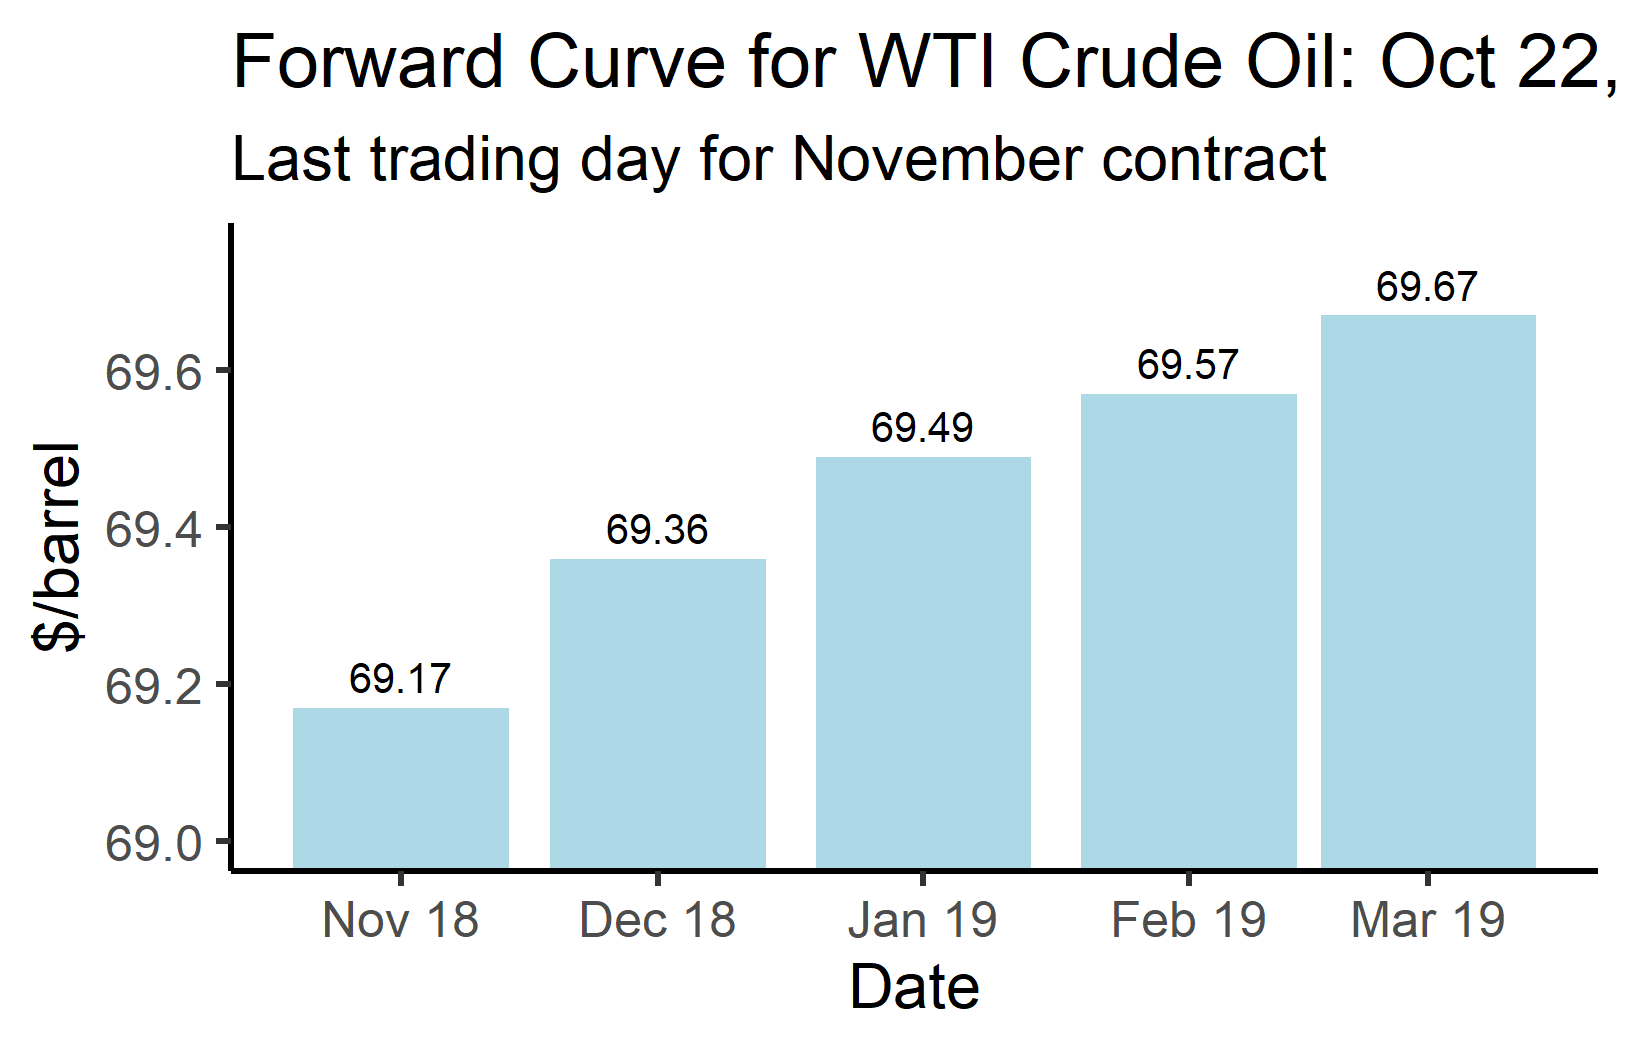 Forward Curve for WTI Crude Oil: Oct 22,
Last trading day for November contract
69.67
69.57
69.49
69.36
69.17
69.6
69.4
69.2
69.0
$/barrel
Nov 18 Dec 18 Jan 19 Feb 19 Mar 19
Date